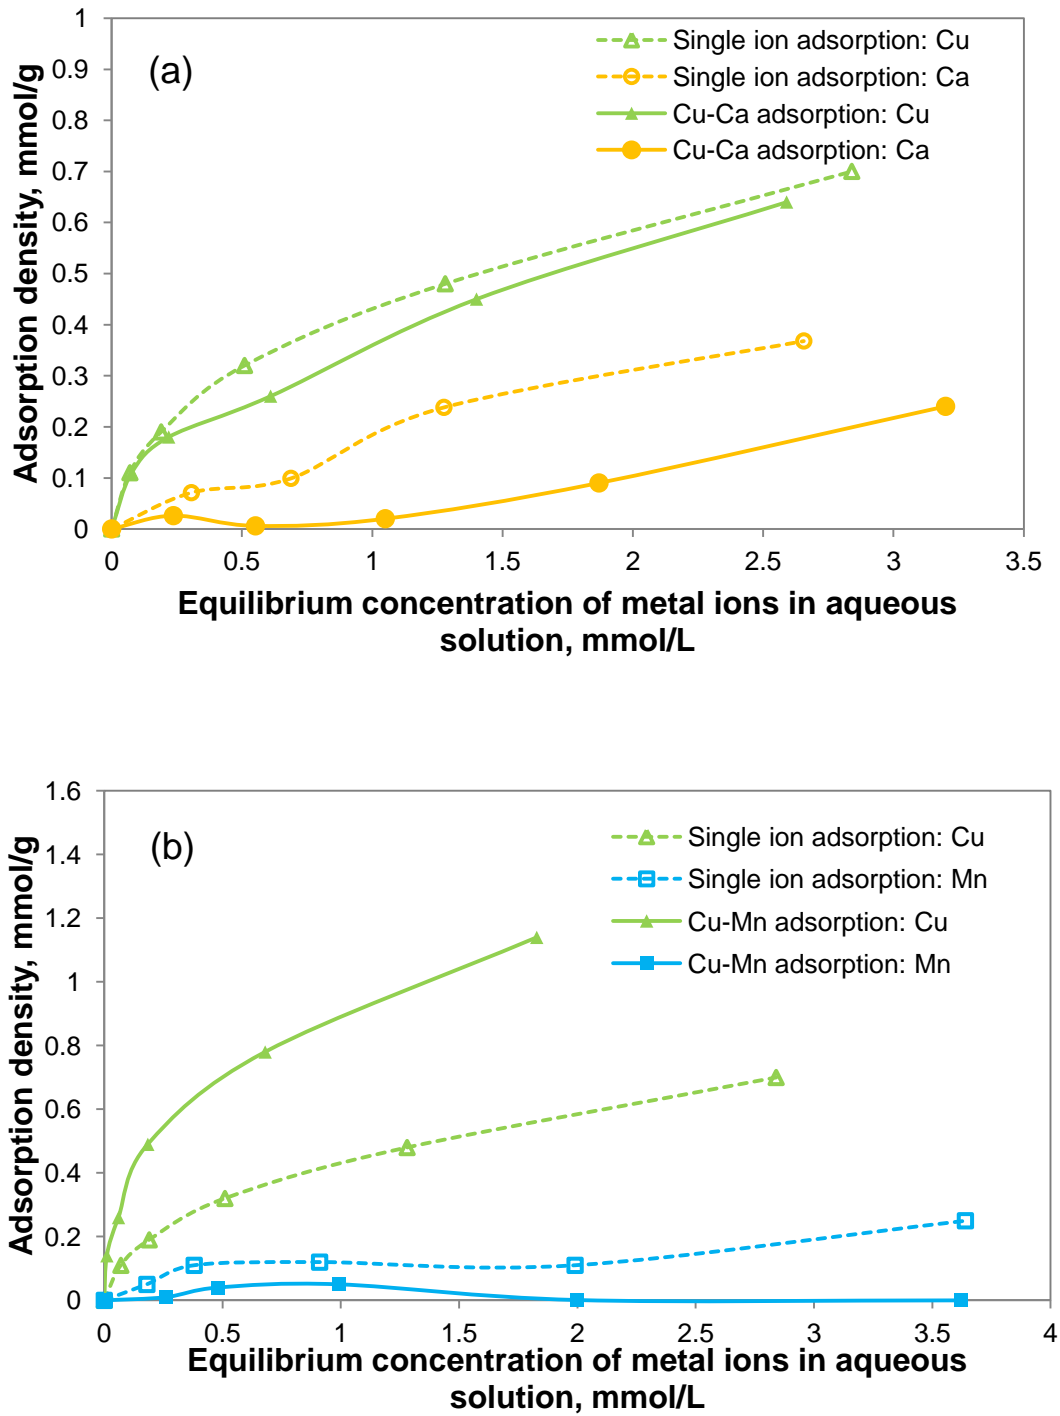 Adsorption density, mmol/g
1
0.9
0.8
0.7
0.6
0.5
0.4
0.3
0.2
0.1
0
(a)
Single ion adsorption: Cu
Single ion adsorption: Ca
Cu-Ca adsorption: Cu
Cu-Ca adsorption: Ca
0 0.5 1 1.5 2 2.5 3 3.5
Equilibrium concentration of metal ions in aqueous
solution, mmol/L
Adsorption density, mmol/g
1.6
1.4
1.2
1
0.8
0.6
0.4
0.2
0
(b)
Single ion adsorption: Cu
Single ion adsorption: Mn
Cu-Mn adsorption: Cu
Cu-Mn adsorption: Mn
0 0.5 1 1.5 2 2.5 3 3.5 4
Equilibrium concentration of metal ions in aqueous
solution, mmol/L